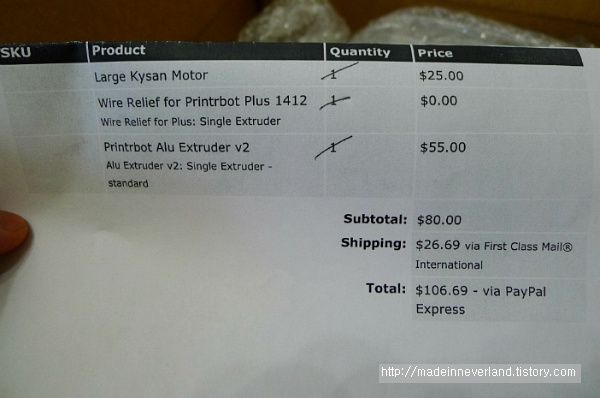 SKU Product Quantity Price
Large Kysan Motor 1 $25.00
Wire Relief for Printrbot Plus 1412 1 $0.00
Wire Relief for Plus: Single Extruder
Printrbot Alu Extruder v2 1 $55.00
Alu Extruder v2: Single Extruder -
standard
Subtotal: $80.00
Shipping: $26.69 via First Class Mail®
International
Total: $106.69 - via PayPal
Express
http://madeinneverland.tistory.com